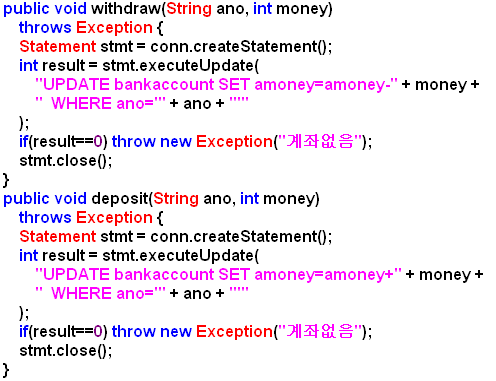 public void withdraw(String ano, int money)
throws Exception {
Statement stmt = conn.createStatement();
int result = stmt.executeUpdate(
"UPDATE bankaccount SET amoney=amoney-" + money +
"  WHERE ano='" + ano + "'"
);
if(result==0) throw new Exception("계좌없음");
stmt.close();
}
public void deposit(String ano, int money)
throws Exception {
Statement stmt = conn.createStatement();
int result = stmt.executeUpdate(
"UPDATE bankaccount SET amoney=amoney+" + money +
"  WHERE ano='" + ano + "'"
);
if(result==0) throw new Exception("계좌없음");
stmt.close();
}